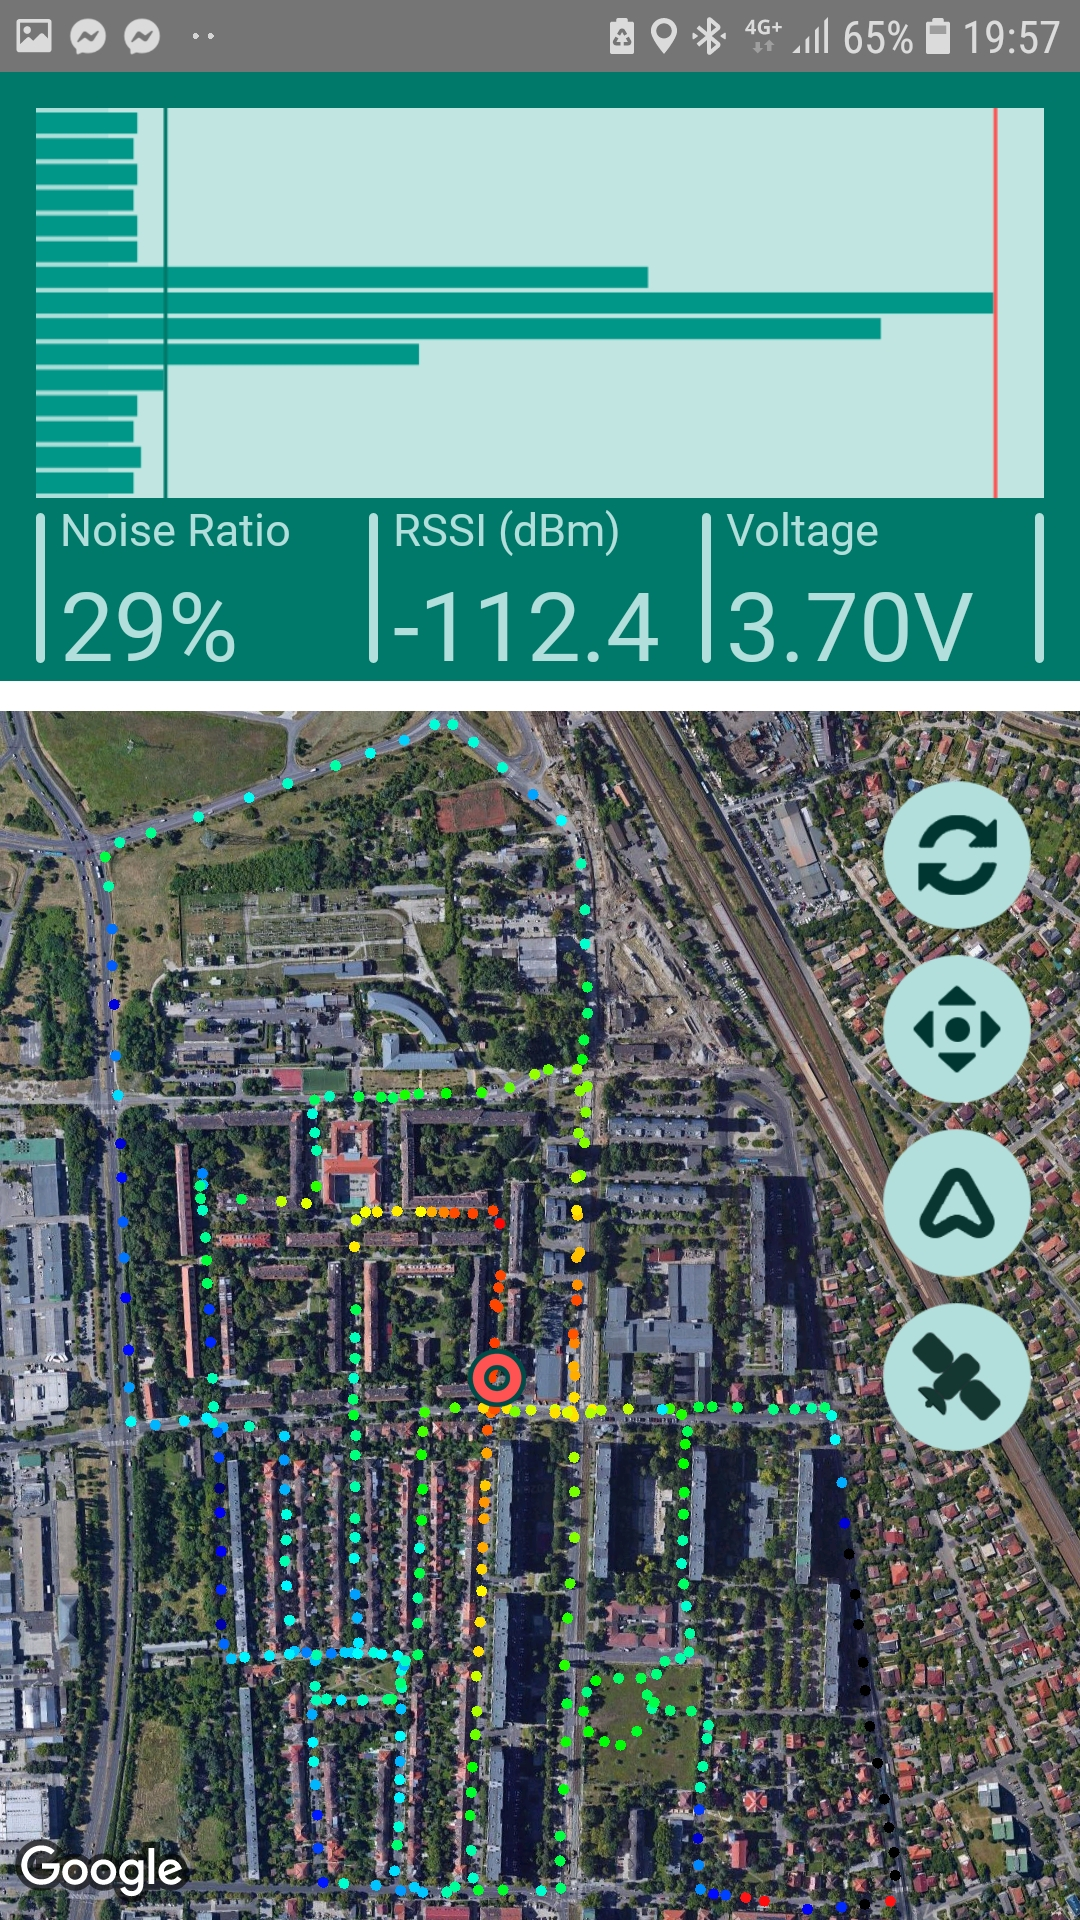 4G+ 65% 19:57
Noise Ratio RSSI (dBm) Voltage
29% -112.4 3.70V
Google